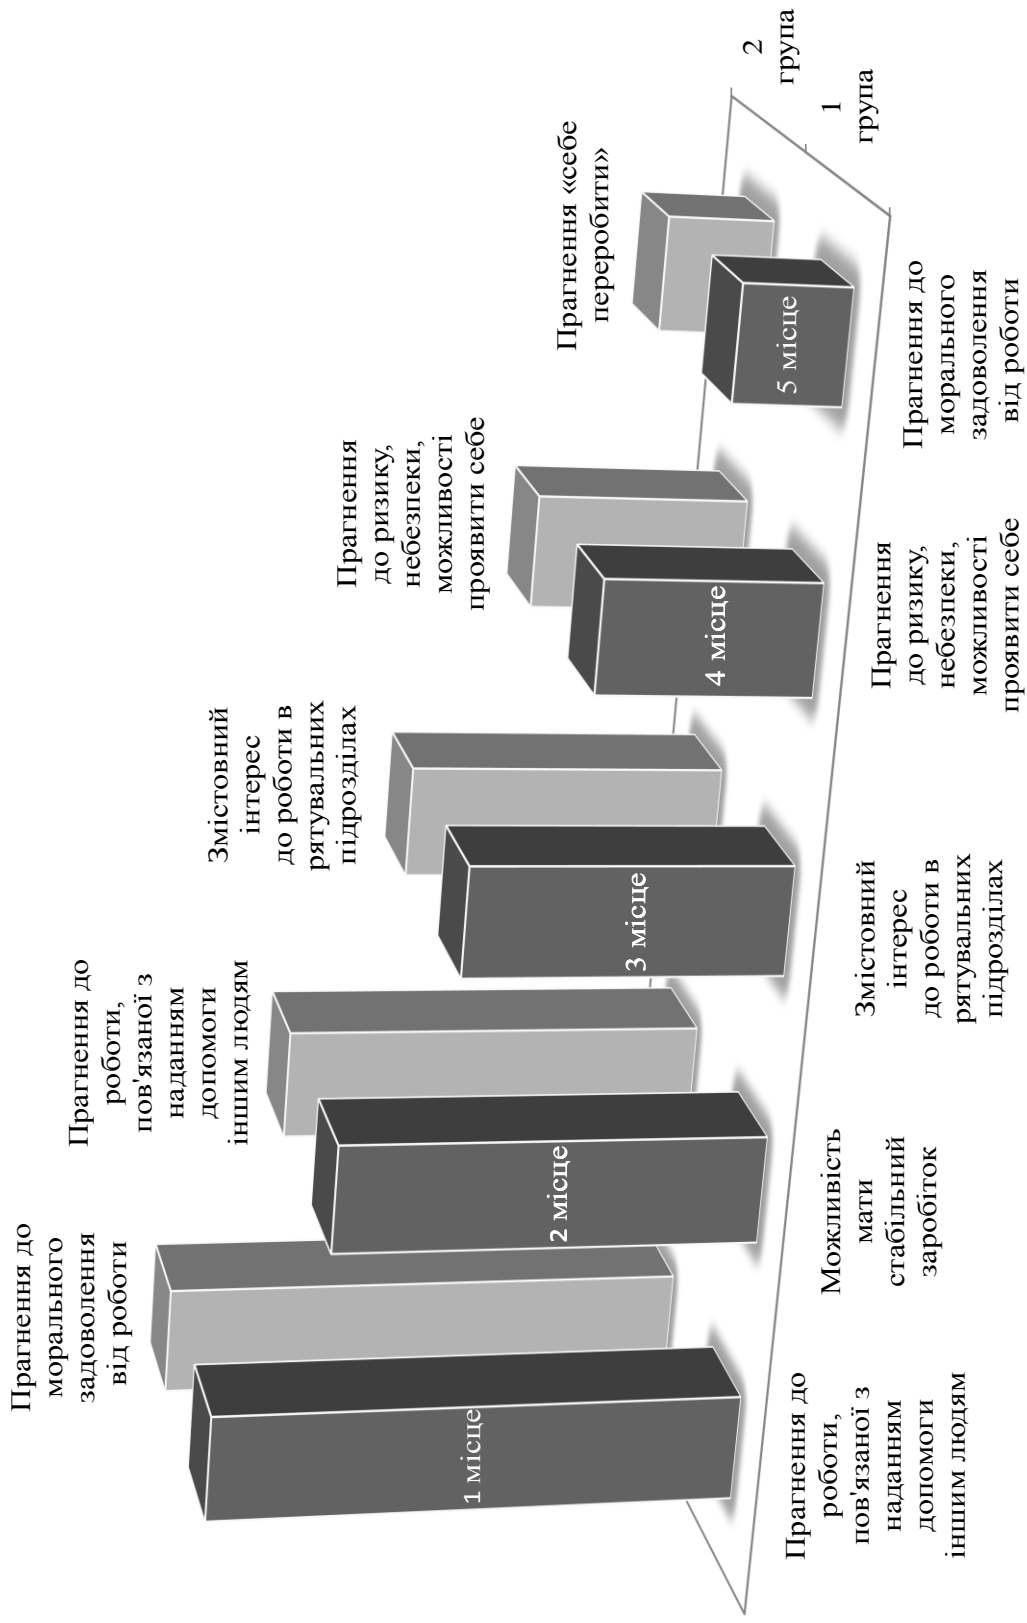 Прагнення до
морального
задоволення
від роботи
Прагнення до
роботи,
пов'язаної з
наданням
допомоги
іншим людям
Змістовний
інтерес
до роботи в
рятувальних
підрозділах
Прагнення
до ризику,
небезпеки,
можливості
проявити себе
Прагнення «себе
переробити»
1 місце
2 місце
3 місце
4 місце
5 місце
2
група
1
група
Прагнення до
роботи,
пов'язаної з
наданням
допомоги
іншим людям
Можливість
мати
стабільний
заробіток
Змістовний
інтерес
до роботи в
рятувальних
підрозділах
Прагнення
до ризику,
небезпеки,
можливості
проявити себе
Прагнення до
морального
задоволення
від роботи